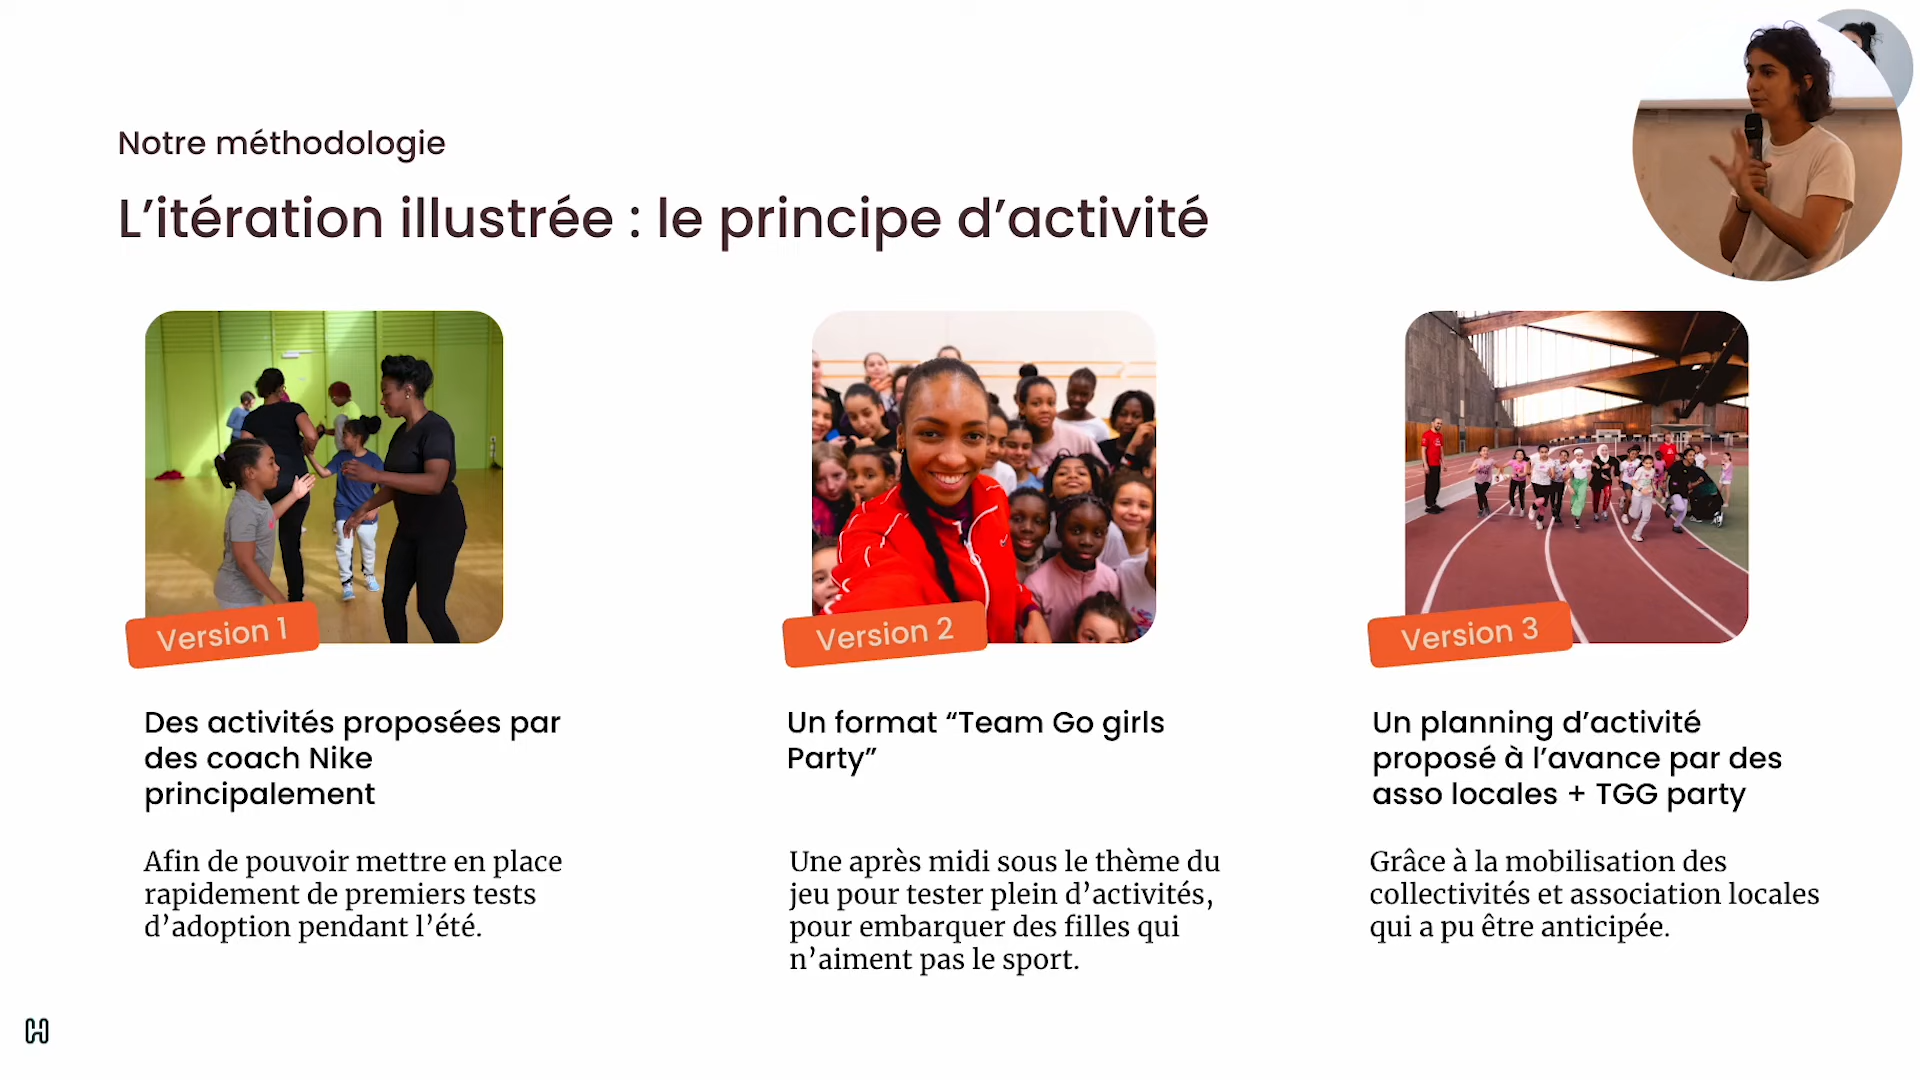 Notre méthodologie
L’itération illustrée : le principe d’activité
Version 1
Des activités proposées par
des coach Nike
principalement
Afin de pouvoir mettre en place
rapidement de premiers tests
d’adoption pendant l’été.
Version 2
Un format “Team Go girls
Party”
Une après midi sous le thème du
jeu pour tester plein d’activités,
pour embarquer des filles qui
n’aiment pas le sport.
Version 3
Un planning d’activité
proposé à l’avance par des
asso locales + TGG party
Grâce à la mobilisation des
collectivités et association locales
qui a pu être anticipée.